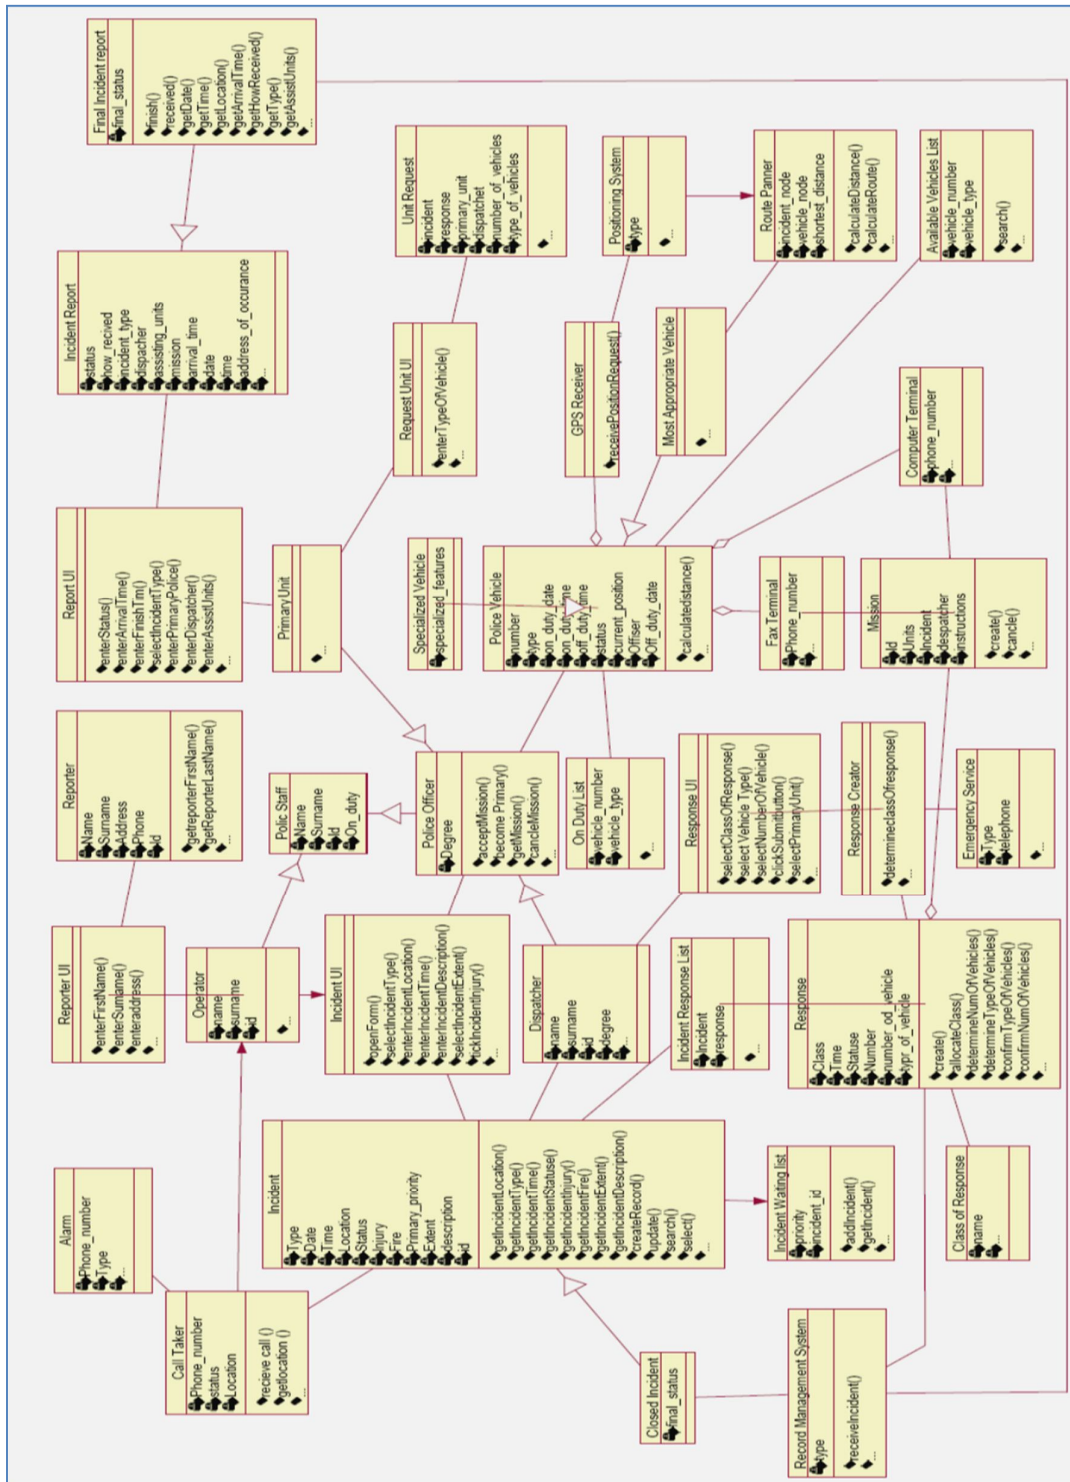 Alarm
Phone_number
Type
...
Call Taker
Phone_number
status
Location
recieve call ()
getlocation ()
...
Reporter UI
enterFirstName()
enterSurname()
enteraddress()
...
Reporter
Name
Surname
Address
Phone
Id
getreporterFirstName()
getReporterLastName()
...
Report UI
enterStatus()
enterArrivalTime()
enterFinishTm()
selectIncidentType()
enterPrimaryPolice()
enterDispatcher()
enterAssistUnits()
...
Incident Report
status
how_recived
incident_type
dispacher
assisting_units
mission
arrival_time
date
time
address_of_occurance
...
Final Incident report
final_status
finish()
received()
getDate()
getTime()
getLocation()
getArrivalTime()
getHowReceived()
getType()
getAssistUnits()
...
Operator
name
surname
id
...
Polic Staff
Name
Surname
Id
On_duty
Primary Unit
...
Incident
Type
Date
Time
Location
Status
Injury
Fire
Primary_priority
Extent
description
id
getIncidentLocation()
getIncidentType()
getIncidentTime()
getIncidentStatuse()
getIncidentInjury()
getIncidentFire()
getIncidentExtent()
getIncidentDescription()
createRecord()
update()
search()
select()
...
Incident UI
openForm()
selectIncidentType()
enterIncidentLocation()
enterIncidentTime()
enterIncidentDescription()
selectIncidentExtent()
tickIncidentInjury()
...
Police Officer
Degree
acceptMission()
become Primary()
getMission()
cancleMission()
...
Specialized Vehicle
specialized_features
Request Unit UI
enterTypeOfVehicle()
...
Unit Request
incident
response
primary_unit
dispatchet
number_of_vehicles
type_of_vehicles
...
Dispatcher
name
surname
id
degree
...
Police Vehicle
number
type
on_duty_date
on_duty_time
off_duty_time
status
current_position
Offiser
Off_duty_date
calculatedistance()
...
GPS Receiver
receivePositionRequest()
...
Positioning System
type
...
On Duty List
vehicle_number
vehicle_type
...
Most Appropriate Vehicle
...
Closed Incident
final_status
Incident Response List
Incident
response
...
Response UI
selectClassOfResponse()
select Vehicle Type()
selectNumberOfVehicle()
clickSubmitbutton()
selectPrimaryUnit()
...
Fax Terminal
Phone_number
...
Route Panner
incident_node
vehicle_node
shortest_distance
calculateDistance()
calculateRoute()
...
Incident Wating list
priority
incident_id
addIncident()
getIncident()
...
Record Management System
type
receiveIncident()
...
Response
Class
Time
Statuse
Number
number_od_vehicle
typr_of_vehicle
create()
allocateClass()
determineNumOfVehicles()
determineTypeOfVehicles()
confirmTypeOfVehicles()
confirmNumOfVehicles()
...
Response Creator
determineclassOfresponse()
...
Mision
Id
Units
Incident
despatcher
instructions
create()
cancle()
...
Computer Terminal
phone_number
...
Available Vehicles List
vehicle_number
vehicle_type
search()
...
Class of Response
name
...
Emergency Service
Type
telephone
...